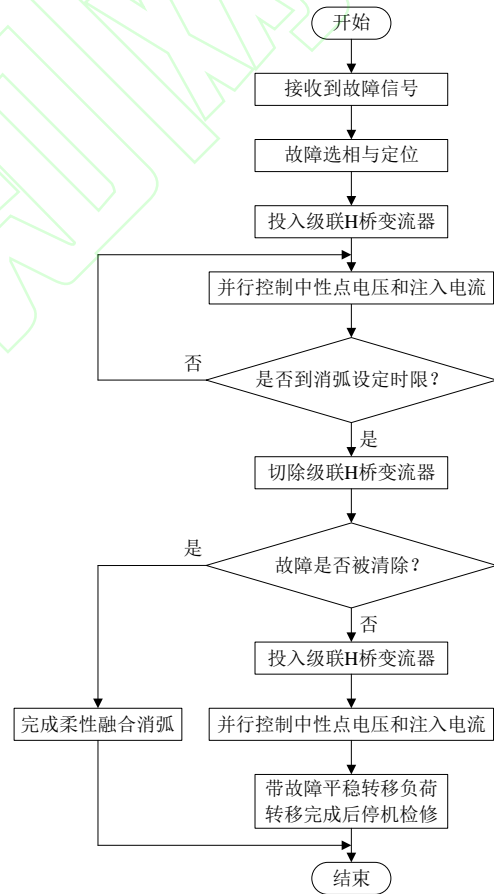 开始
接收到故障信号
故障选相与定位
投入级联H桥变流器
并行控制中性点电压和注入电流
否
是否到消弧设定时限？
是
切除级联H桥变流器
是
故障是否被清除？
否
投入级联H桥变流器
完成柔性融合消弧
并行控制中性点电压和注入电流
带故障平稳转移负荷
转移完成后停机检修
结束